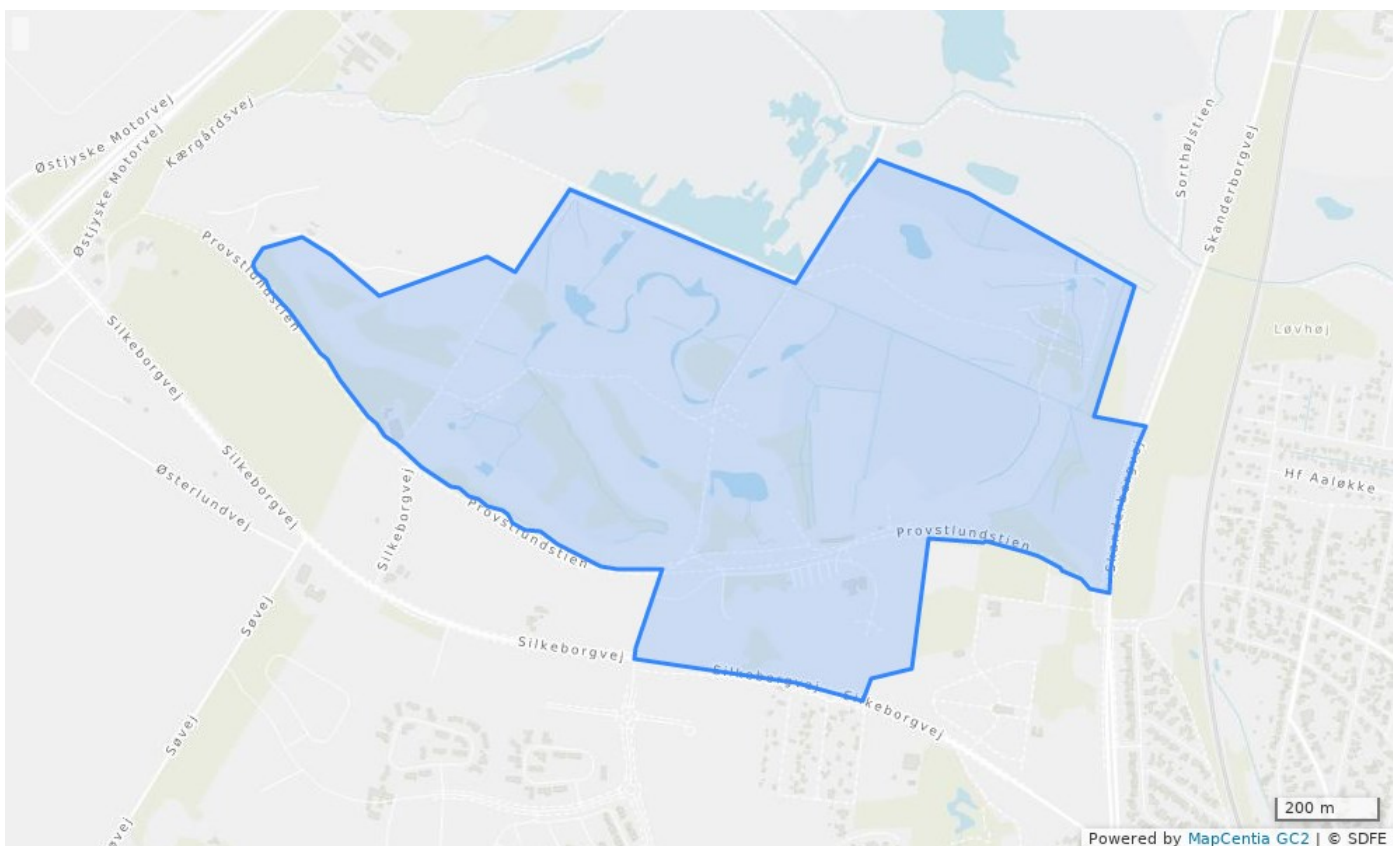 Østjyske Motorvej
Østjyske Motorvej
Kærgårdsvej
Sorthøjstien
Skanderborgvej
Provstlundstien
Løvhøj
Silkeborgvej
Silkeborgvej
Østerlundvej
Silkeborgvej
Provstlundstien
Provstlundstien
Skanderborgvej
Hf Aaløkke
Søvej
Silkeborgvej
Silkeborgvej
Silkeborgvej
Søvej
200 m
Powered by MapCentia GC2 | © SDFE